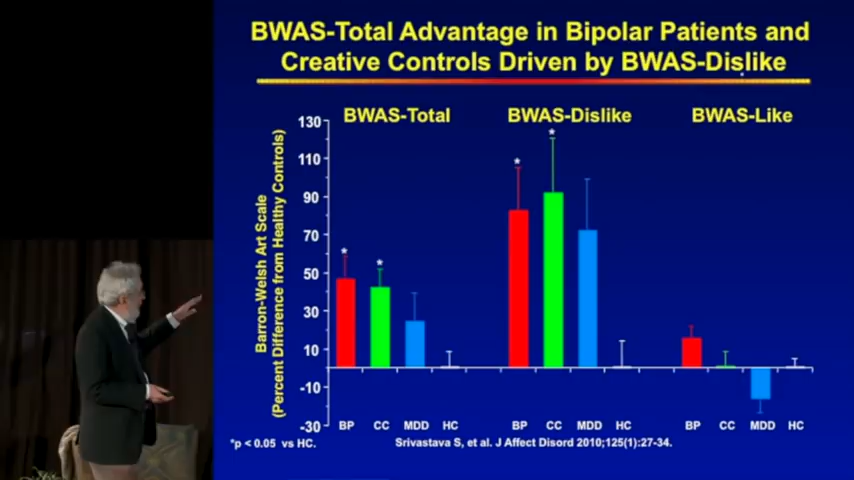 BWAS-Total Advantage in Bipolar Patients and
Creative Controls Driven by BWAS-Dislike
BWAS-Total
BWAS-Dislike
BWAS-Like
Barron-Welsh Art Scale
(Percent Difference from Healthy Controls)
130
110
90
70
50
30
10
-10
-30
*
*
*
*
BP CC MDD HC
BP CC MDD HC
BP CC MDD HC
*p < 0.05 vs HC.
Srivastava S, et al. J Affect Disord 2010;125(1):27-34.